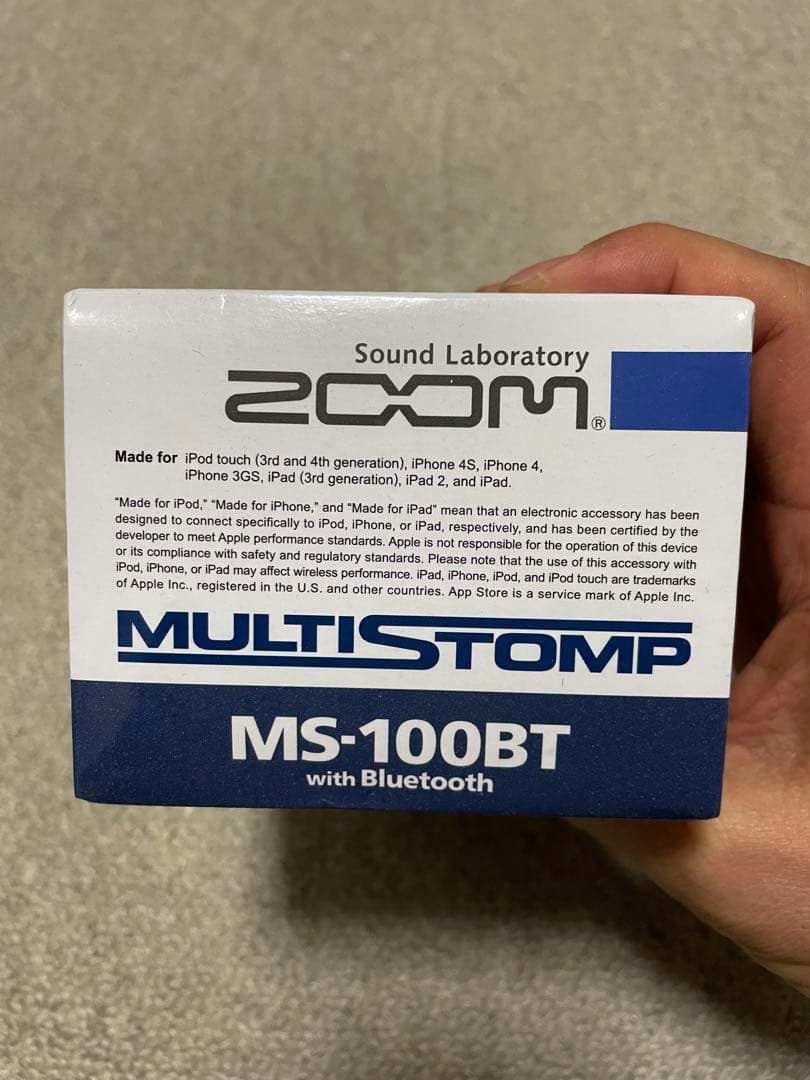 Sound Laboratory
ZOOM®
Made for iPod touch (3rd and 4th generation), iPhone 4S, iPhone 4,
iPhone 3GS, iPad (3rd generation), iPad 2, and iPad.
“Made for iPod,” “Made for iPhone,” and “Made for iPad” mean that an electronic accessory has been
designed to connect specifically to iPod, iPhone, or iPad, respectively, and has been certified by the
developer to meet Apple performance standards. Apple is not responsible for the operation of this device
or its compliance with safety and regulatory standards. Please note that the use of this accessory with
iPod, iPhone, or iPad may affect wireless performance. iPad, iPhone, iPod, and iPod touch are trademarks
of Apple Inc., registered in the U.S. and other countries. App Store is a service mark of Apple Inc.
MULTISTOMP
MS-100BT
with Bluetooth